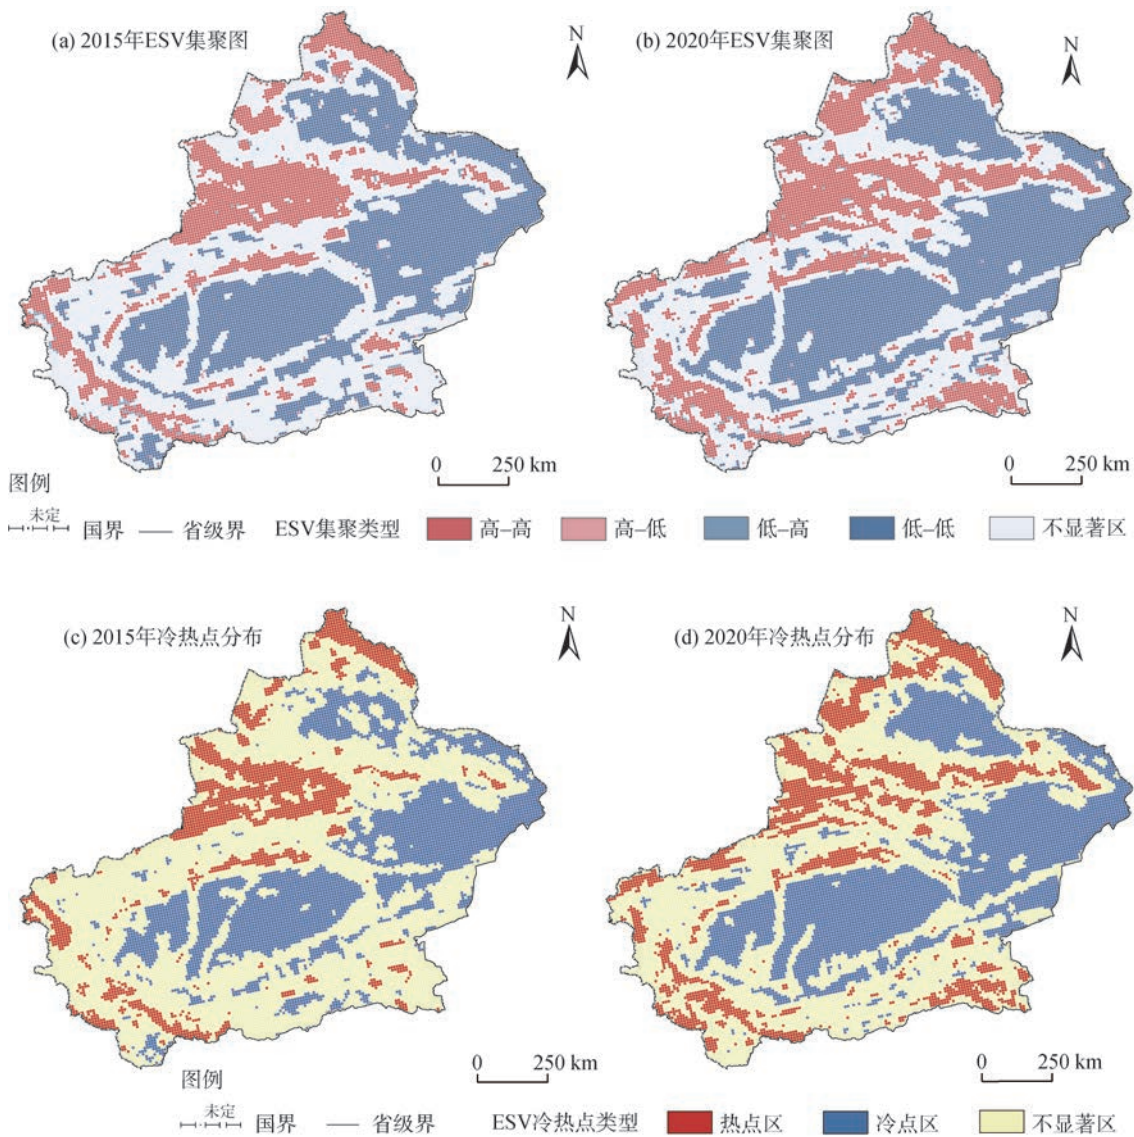 (a) 2015年ESV集聚图
N
(b) 2020年ESV集聚图
N
0 250 km
0 250 km
图例
未定 国界 省级界 ESV集聚类型 高–高 高–低 低–高 低–低 不显著区
(c) 2015年冷热点分布
N
(d) 2020年冷热点分布
N
0 250 km
0 250 km
图例
未定 国界 省级界 ESV冷热点类型 热点区 冷点区 不显著区